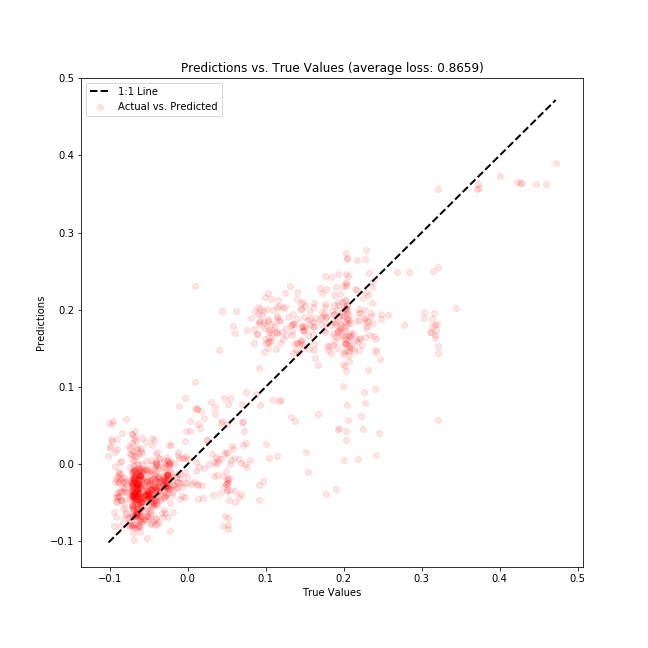 Predictions vs. True Values (average loss: 0.8659)
1:1 Line
Actual vs. Predicted
0.5
0.4
0.3
0.2
0.1
0.0
−0.1
Predictions
−0.1 0.0 0.1 0.2 0.3 0.4 0.5
True Values